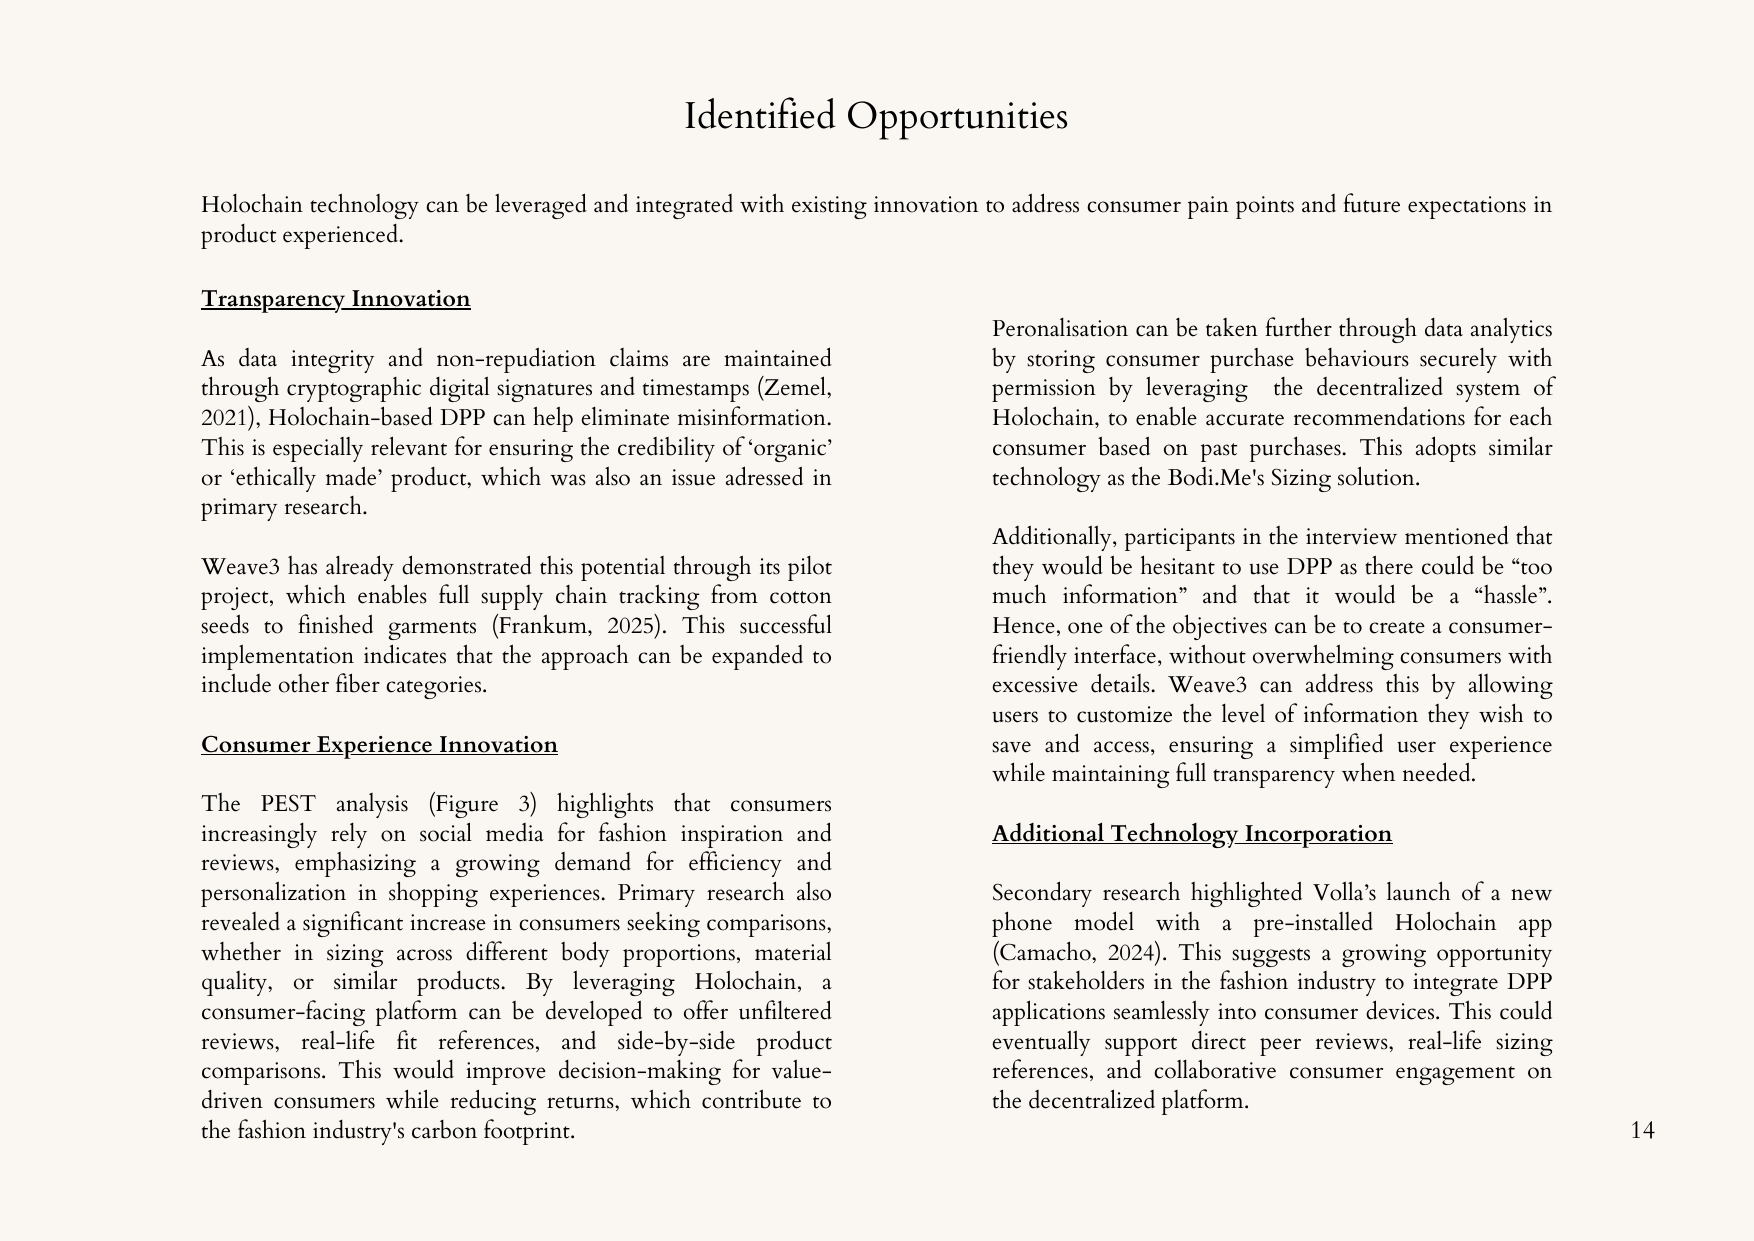 Identified Opportunities
Holochain technology can be leveraged and integrated with existing innovation to address consumer pain points and future expectations in
product experienced.
Transparency Innovation
As data integrity and non-repudiation claims are maintained
through cryptographic digital signatures and timestamps (Zemel,
2021), Holochain-based DPP can help eliminate misinformation.
This is especially relevant for ensuring the credibility of ‘organic’
or ‘ethically made’ product, which was also an issue adressed in
primary research.
Weave3 has already demonstrated this potential through its pilot
project, which enables full supply chain tracking from cotton
seeds to finished garments (Frankum, 2025). This successful
implementation indicates that the approach can be expanded to
include other fiber categories.
Consumer Experience Innovation
The PEST analysis (Figure 3) highlights that consumers
increasingly rely on social media for fashion inspiration and
reviews, emphasizing a growing demand for efficiency and
personalization in shopping experiences. Primary research also
revealed a significant increase in consumers seeking comparisons,
whether in sizing across different body proportions, material
quality, or similar products. By leveraging Holochain, a
consumer-facing platform can be developed to offer unfiltered
reviews, real-life fit references, and side-by-side product
comparisons. This would improve decision-making for value-
driven consumers while reducing returns, which contribute to
the fashion industry's carbon footprint.
Peronalisation can be taken further through data analytics
by storing consumer purchase behaviours securely with
permission by leveraging the decentralized system of
Holochain, to enable accurate recommendations for each
consumer based on past purchases. This adopts similar
technology as the Bodi.Me's Sizing solution.
Additionally, participants in the interview mentioned that
they would be hesitant to use DPP as there could be “too
much information” and that it would be a “hassle”.
Hence, one of the objectives can be to create a consumer-
friendly interface, without overwhelming consumers with
excessive details. Weave3 can address this by allowing
users to customize the level of information they wish to
save and access, ensuring a simplified user experience
while maintaining full transparency when needed.
Additional Technology Incorporation
Secondary research highlighted Volla’s launch of a new
phone model with a pre-installed Holochain app
(Camacho, 2024). This suggests a growing opportunity
for stakeholders in the fashion industry to integrate DPP
applications seamlessly into consumer devices. This could
eventually support direct peer reviews, real-life sizing
references, and collaborative consumer engagement on
the decentralized platform.
14